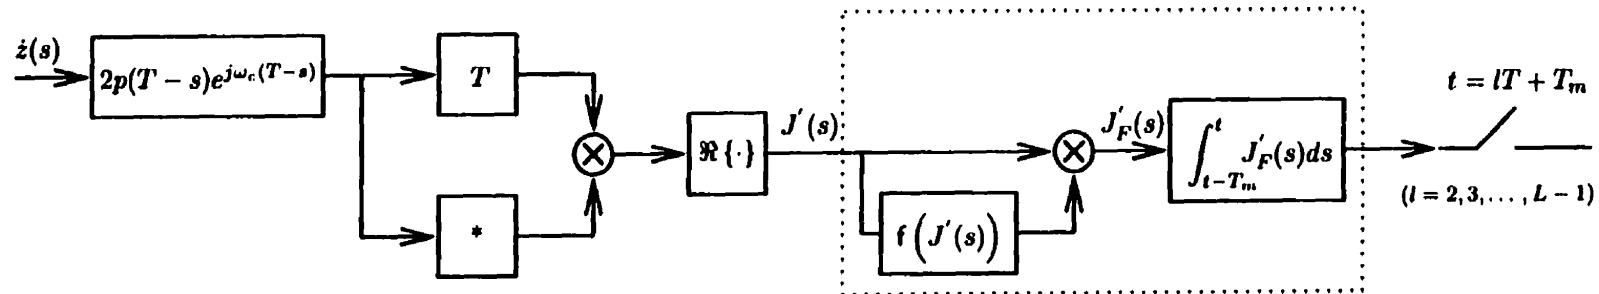 ż(s)
2p(T − s)e^{jω_c(T−s)}
T
*
ℜ {·}
J′(s)
f (J′(s))
J′_F(s)
∫_{t−T_m}^{t} J′_F(s)ds
t = lT + T_m
(l = 2, 3, . . . , L − 1)